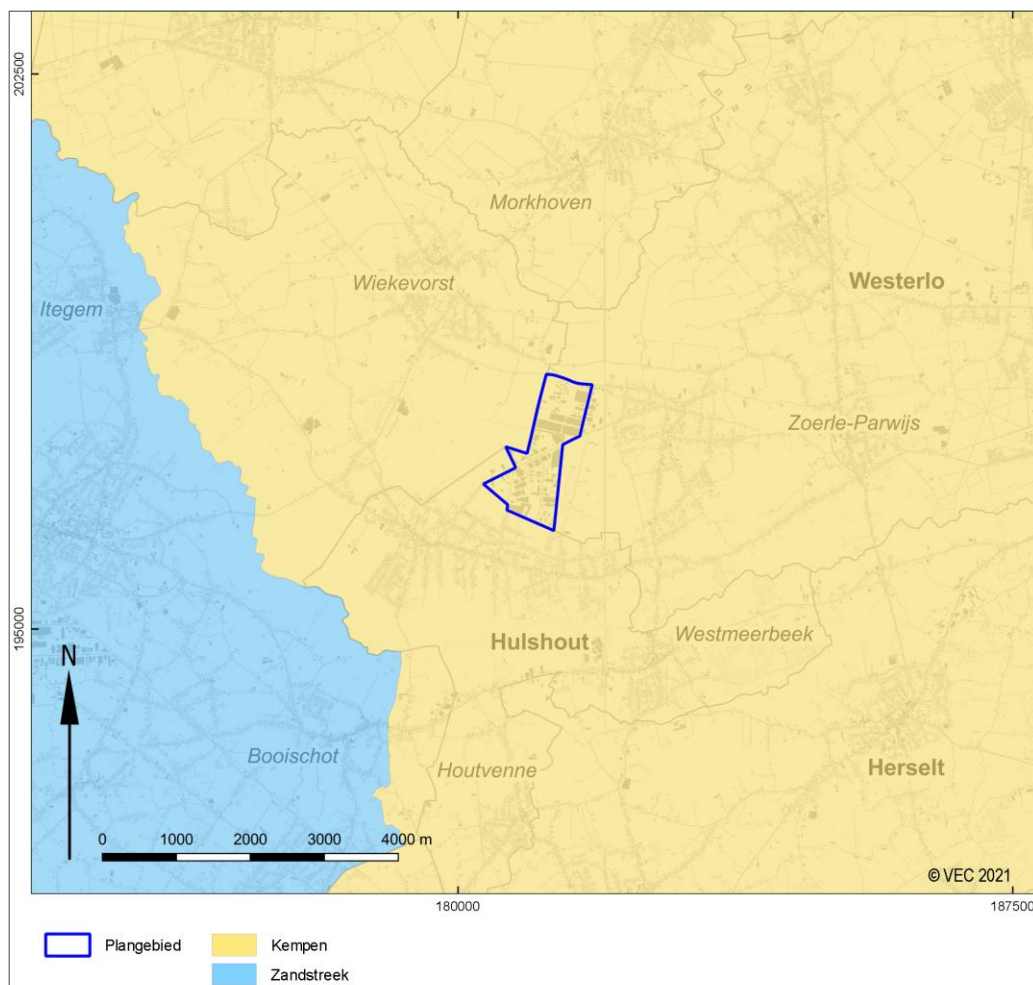 202500
Morkhoven
Wiekevorst
Westerlo
Itegem
Zoerle-Parwijs
195000
Westmeerbeek
Hulshout
N
Booischot
Houtvenne
Herselt
0 1000 2000 3000 4000 m
© VEC 2021
180000 187500
Plangebied Kempen
Zandstreek